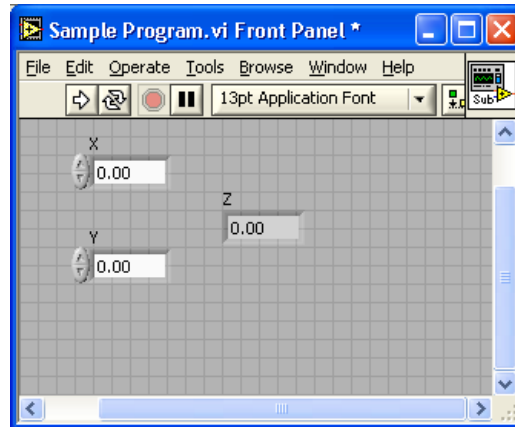 Sample Program.vi Front Panel *
File Edit Operate Tools Browse Window Help
13pt Application Font
Sub
X
0.00
Z
0.00
Y
0.00